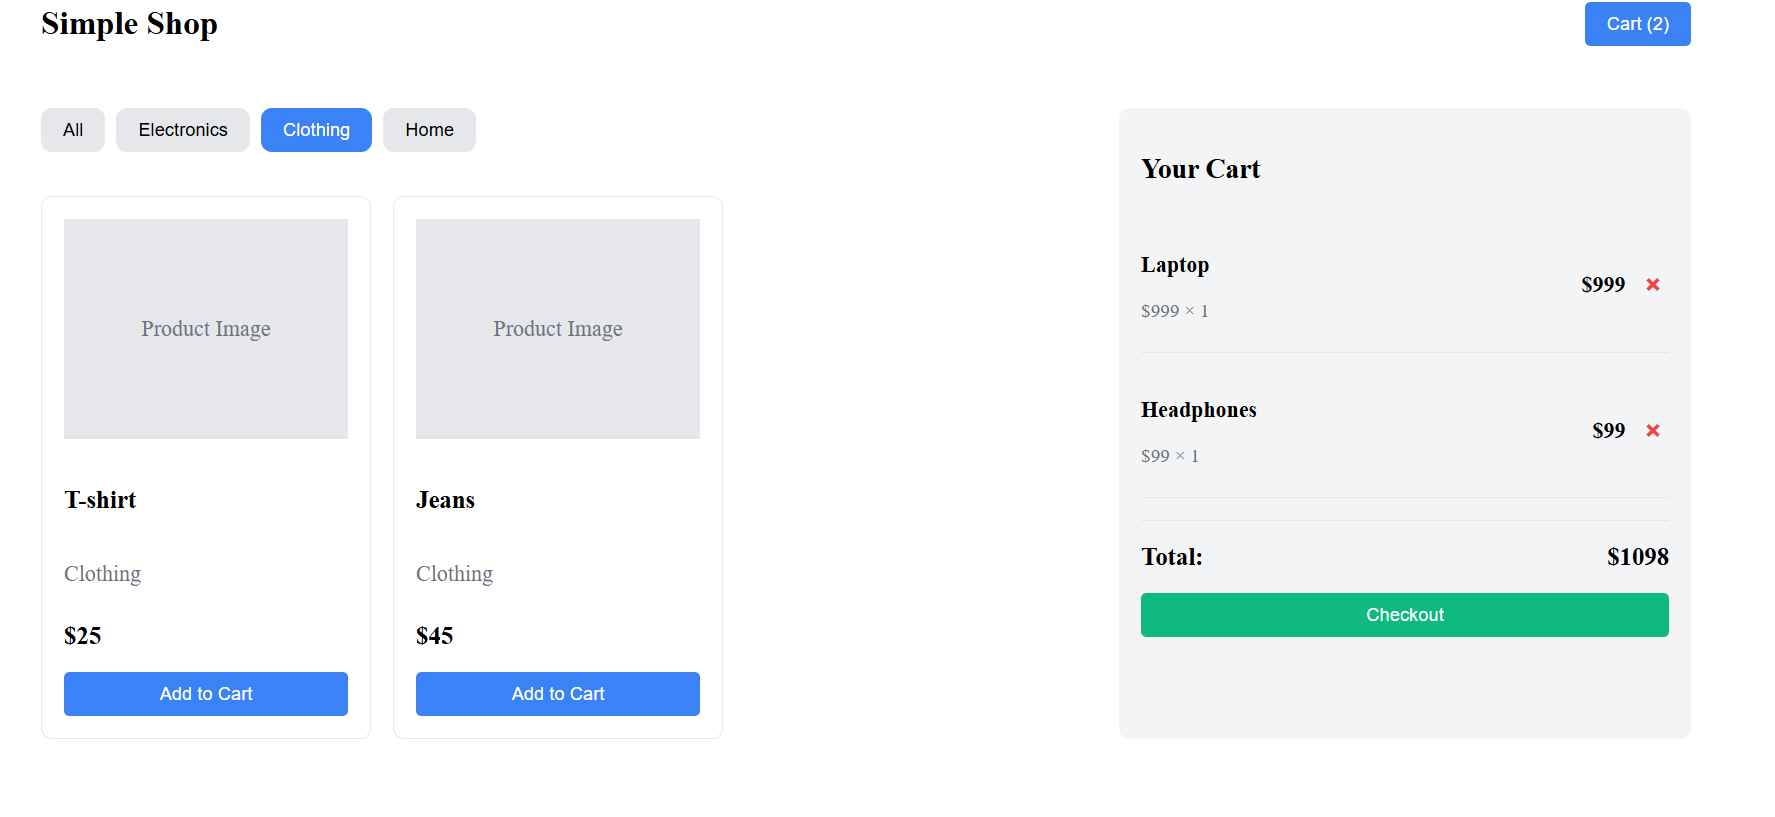 Simple Shop
Cart (2)
All
Electronics
Clothing
Home
Product Image
T-shirt
Clothing
$25
Add to Cart
Product Image
Jeans
Clothing
$45
Add to Cart
Your Cart
Laptop
$999 × 1
$999 ×
Headphones
$99 × 1
$99 ×
Total: $1098
Checkout